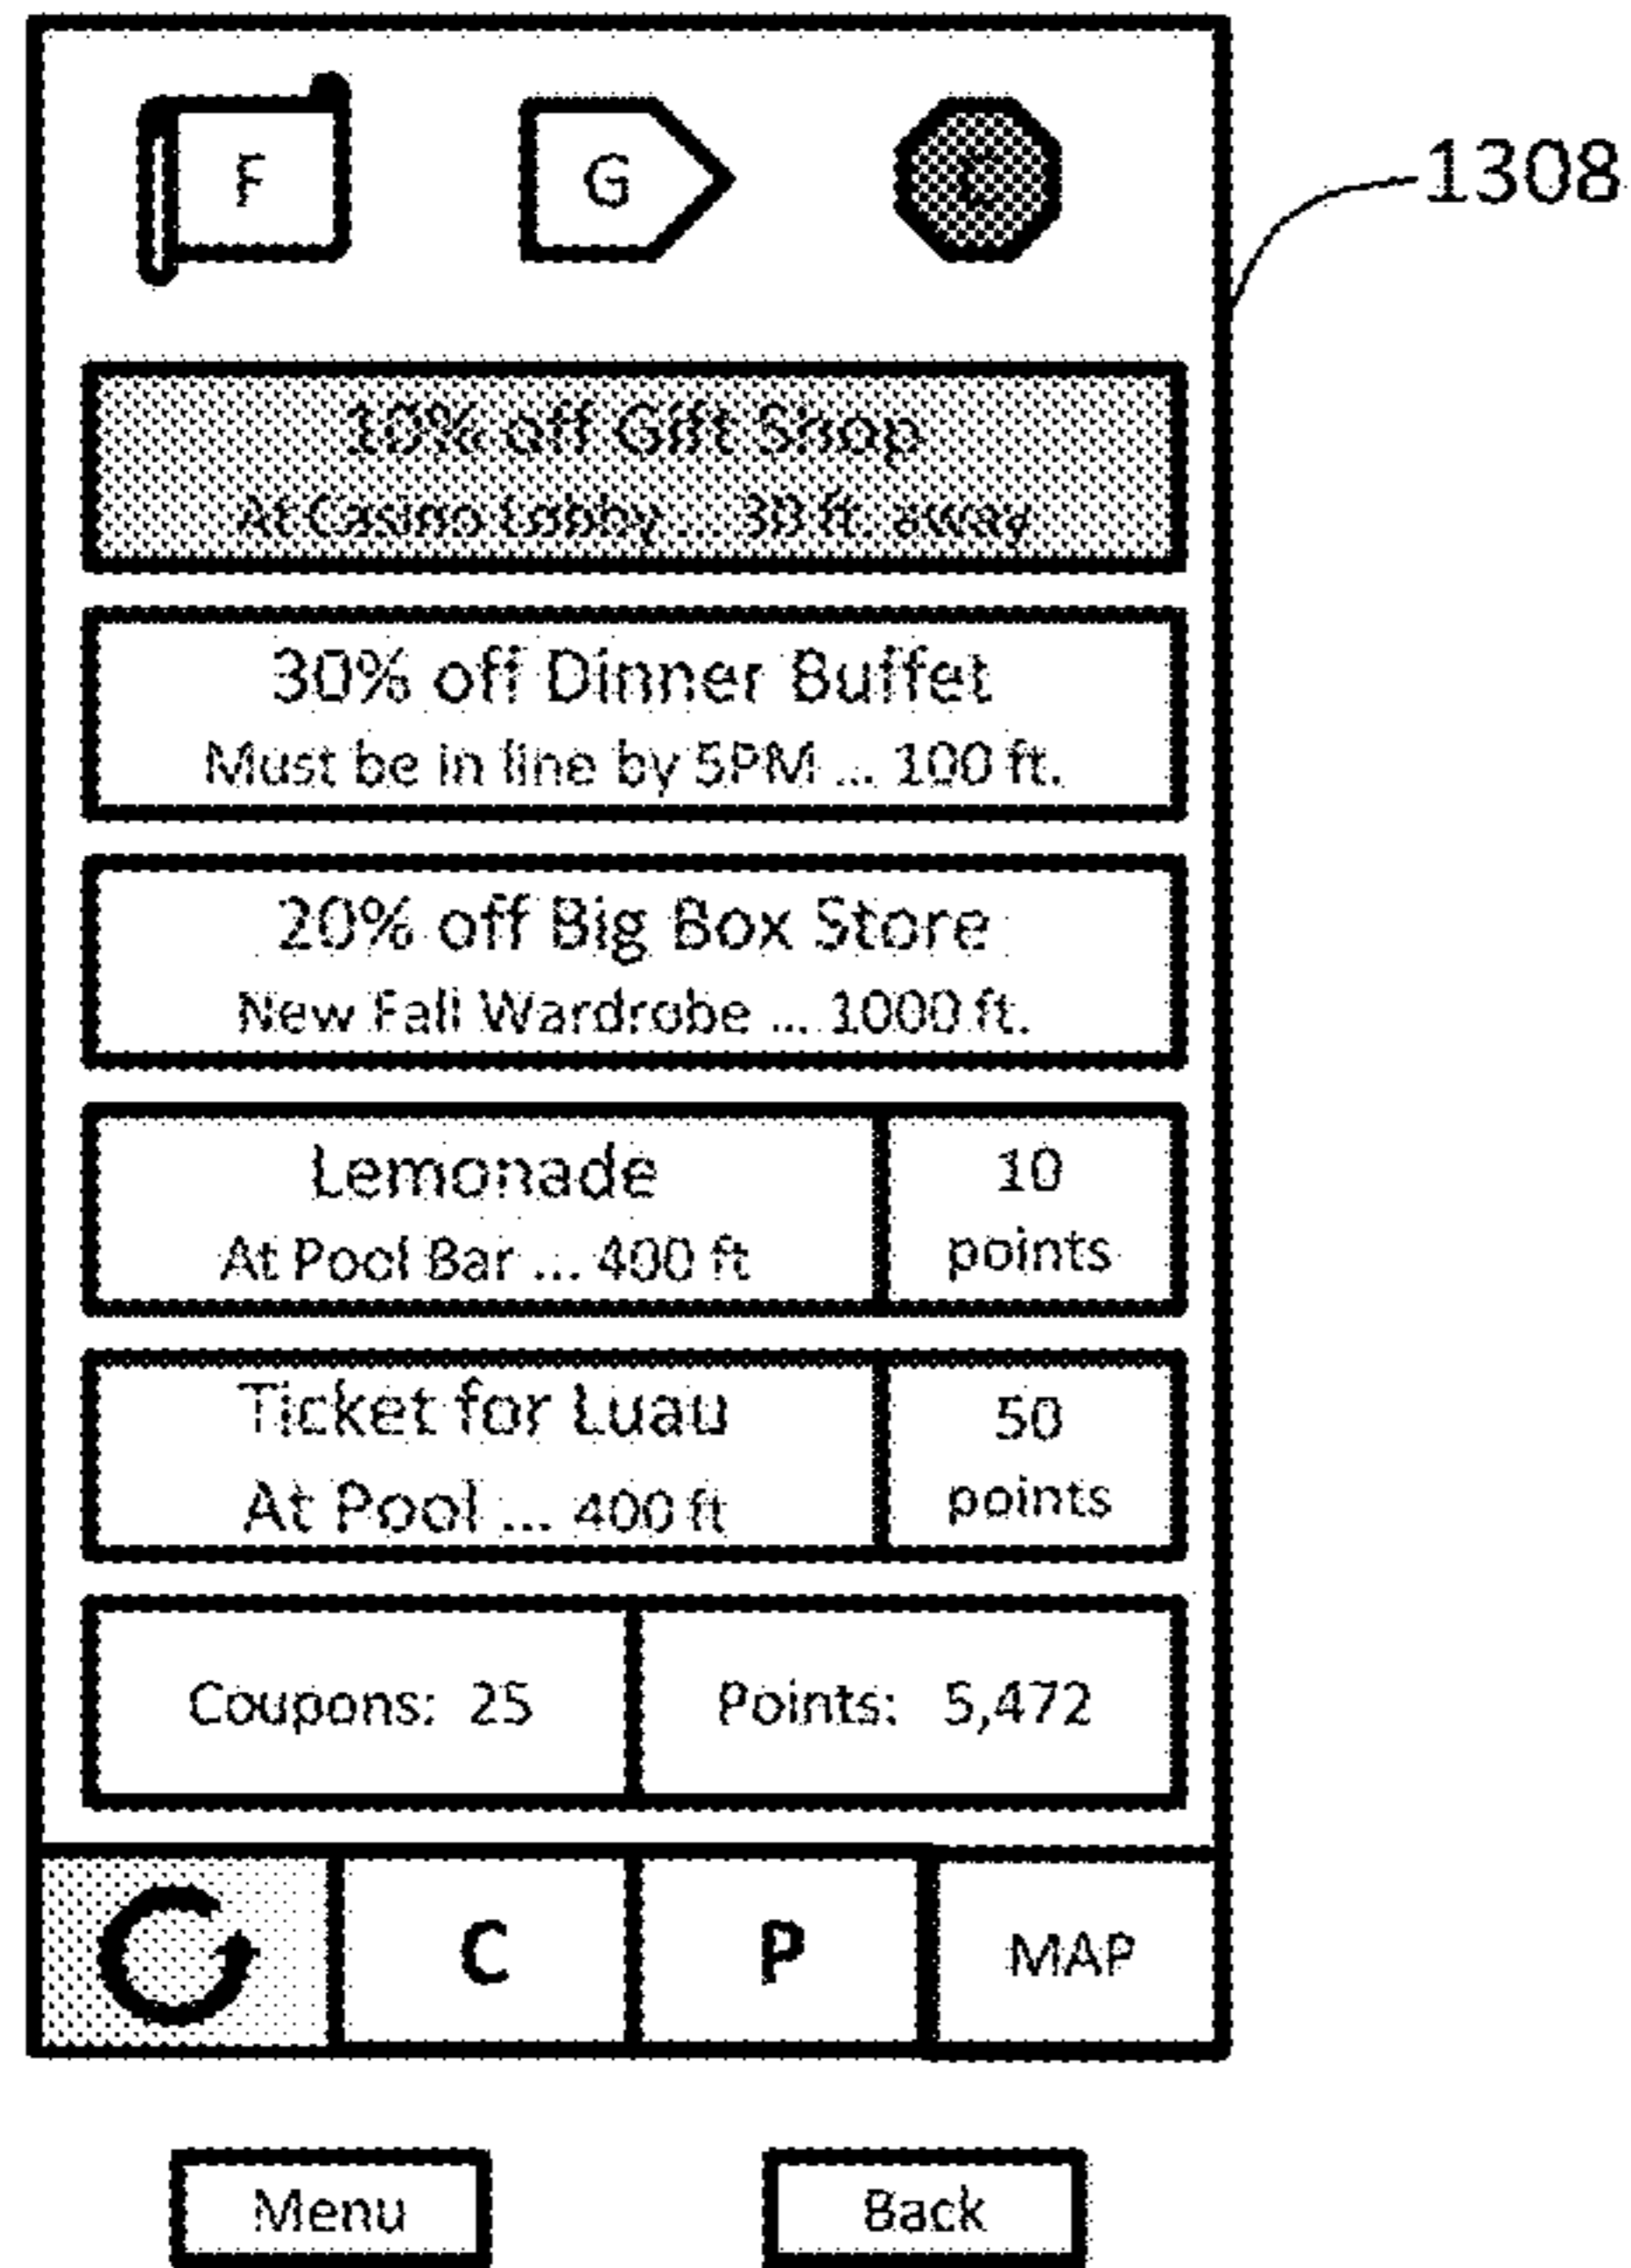 F G
1308
10% off Gift Shop
At Casino Lobby ... 30 ft. away
30% off Dinner Buffet
Must be in line by 5PM ... 100 ft.
20% off Big Box Store
New Fall Wardrobe ... 1000 ft.
Lemonade
At Pool Bar ... 400 ft
10
points
Ticket for Luau
At Pool ... 400 ft
50
points
Coupons: 25
Points: 5,472
C
P
MAP
Menu
Back